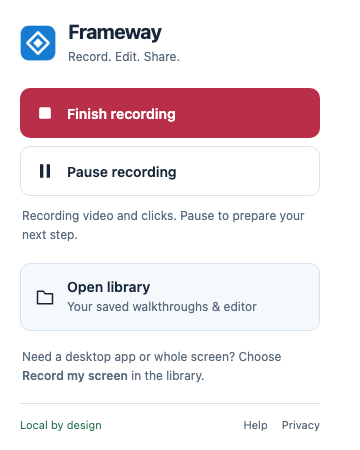 Frameway
Record. Edit. Share.
Finish recording
Pause recording
Recording video and clicks. Pause to prepare your
next step.
Open library
Your saved walkthroughs & editor
Need a desktop app or whole screen? Choose
Record my screen in the library.
Local by design
Help
Privacy